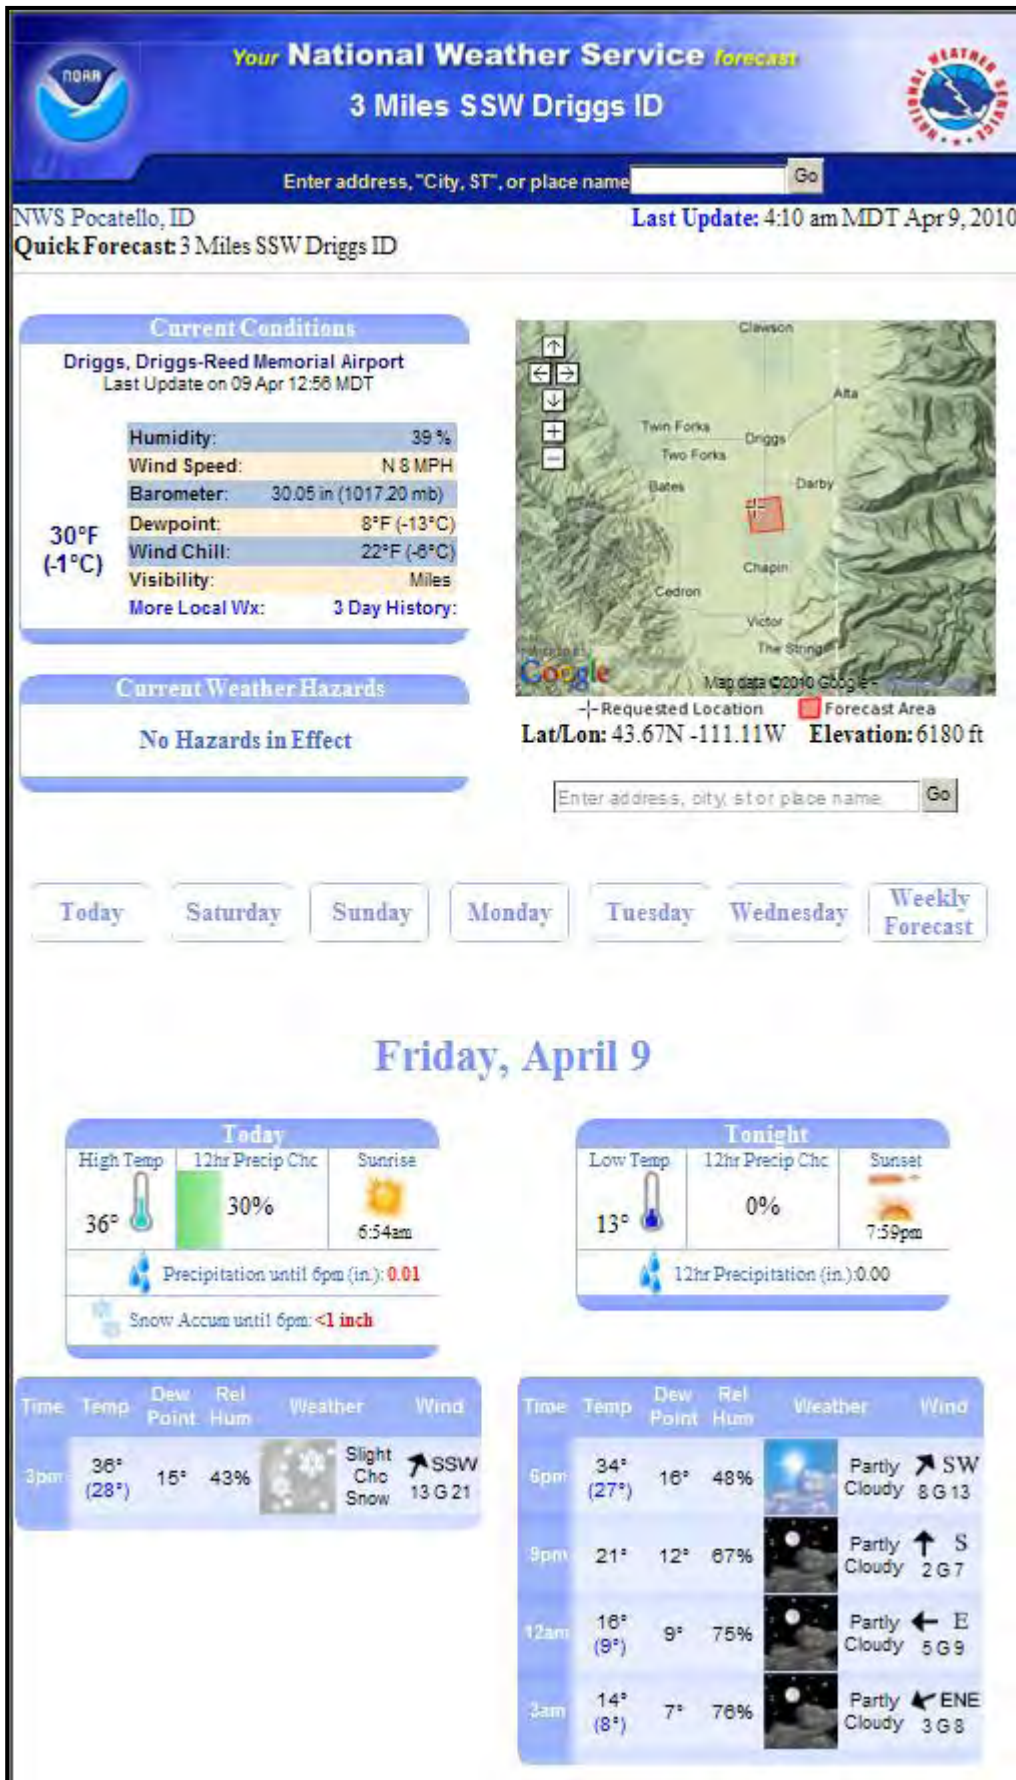 NOAA
Your National Weather Service forecast
3 Miles SSW Driggs ID
NATIONAL WEATHER SERVICE
Enter address, "City, ST", or place name
Go
NWS Pocatello, ID
Last Update: 4:10 am MDT Apr 9, 2010
Quick Forecast: 3 Miles SSW Driggs ID
Current Conditions
Driggs, Driggs-Reed Memorial Airport
Last Update on 09 Apr 12:56 MDT
30°F
(-1°C)
Humidity: 39 %
Wind Speed: N 8 MPH
Barometer: 30.05 in (1017.20 mb)
Dewpoint: 8°F (-13°C)
Wind Chill: 22°F (-6°C)
Visibility: Miles
More Local Wx: 3 Day History:
Current Weather Hazards
No Hazards in Effect
Clawson
Alta
Twin Forks
Driggs
Two Forks
Bates
Darby
Chapin
Cedron
Victor
The String
POWERED BY
Google
Map data ©2010 Google -
Requested Location Forecast Area
Lat/Lon: 43.67N -111.11W Elevation: 6180 ft
Enter address, city, st or place name
Go
Today
Saturday
Sunday
Monday
Tuesday
Wednesday
Weekly
Forecast
Friday, April 9
Today
High Temp 12hr Precip Chc Sunrise
36° 30% 6:54am
Precipitation until 6pm (in.): 0.01
Snow Accum until 6pm: <1 inch
Tonight
Low Temp 12hr Precip Chc Sunset
13° 0% 7:59pm
12hr Precipitation (in.):0.00
Time Temp Dew Point Rel Hum Weather Wind
3pm 36° (28°) 15° 43% Slight Chc Snow SSW 13 G 21
Time Temp Dew Point Rel Hum Weather Wind
6pm 34° (27°) 16° 48% Partly Cloudy SW 8 G 13
9pm 21° 12° 67% Partly Cloudy S 2 G 7
12am 16° (9°) 9° 75% Partly Cloudy E 5 G 9
3am 14° (8°) 7° 76% Partly Cloudy ENE 3 G 8